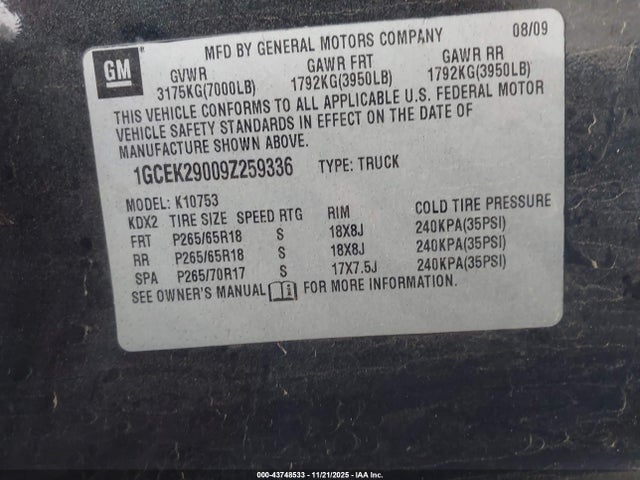 GM
MFD BY GENERAL MOTORS COMPANY 08/09
GVWR GAWR FRT GAWR RR
3175KG(7000LB) 1792KG(3950LB) 1792KG(3950LB)
THIS VEHICLE CONFORMS TO ALL APPLICABLE U.S. FEDERAL MOTOR
VEHICLE SAFETY STANDARDS IN EFFECT ON THE DATE OF
MANUFACTURE SHOWN ABOVE.
1GCEK29009Z259336 TYPE: TRUCK
MODEL: K10753
KDX2 TIRE SIZE SPEED RTG RIM COLD TIRE PRESSURE
FRT P265/65R18 S 18X8J 240KPA(35PSI)
RR P265/65R18 S 18X8J 240KPA(35PSI)
SPA P265/70R17 S 17X7.5J 240KPA(35PSI)
SEE OWNER'S MANUAL i FOR MORE INFORMATION.
000-43748533 - 11/21/2025 - IAA Inc.